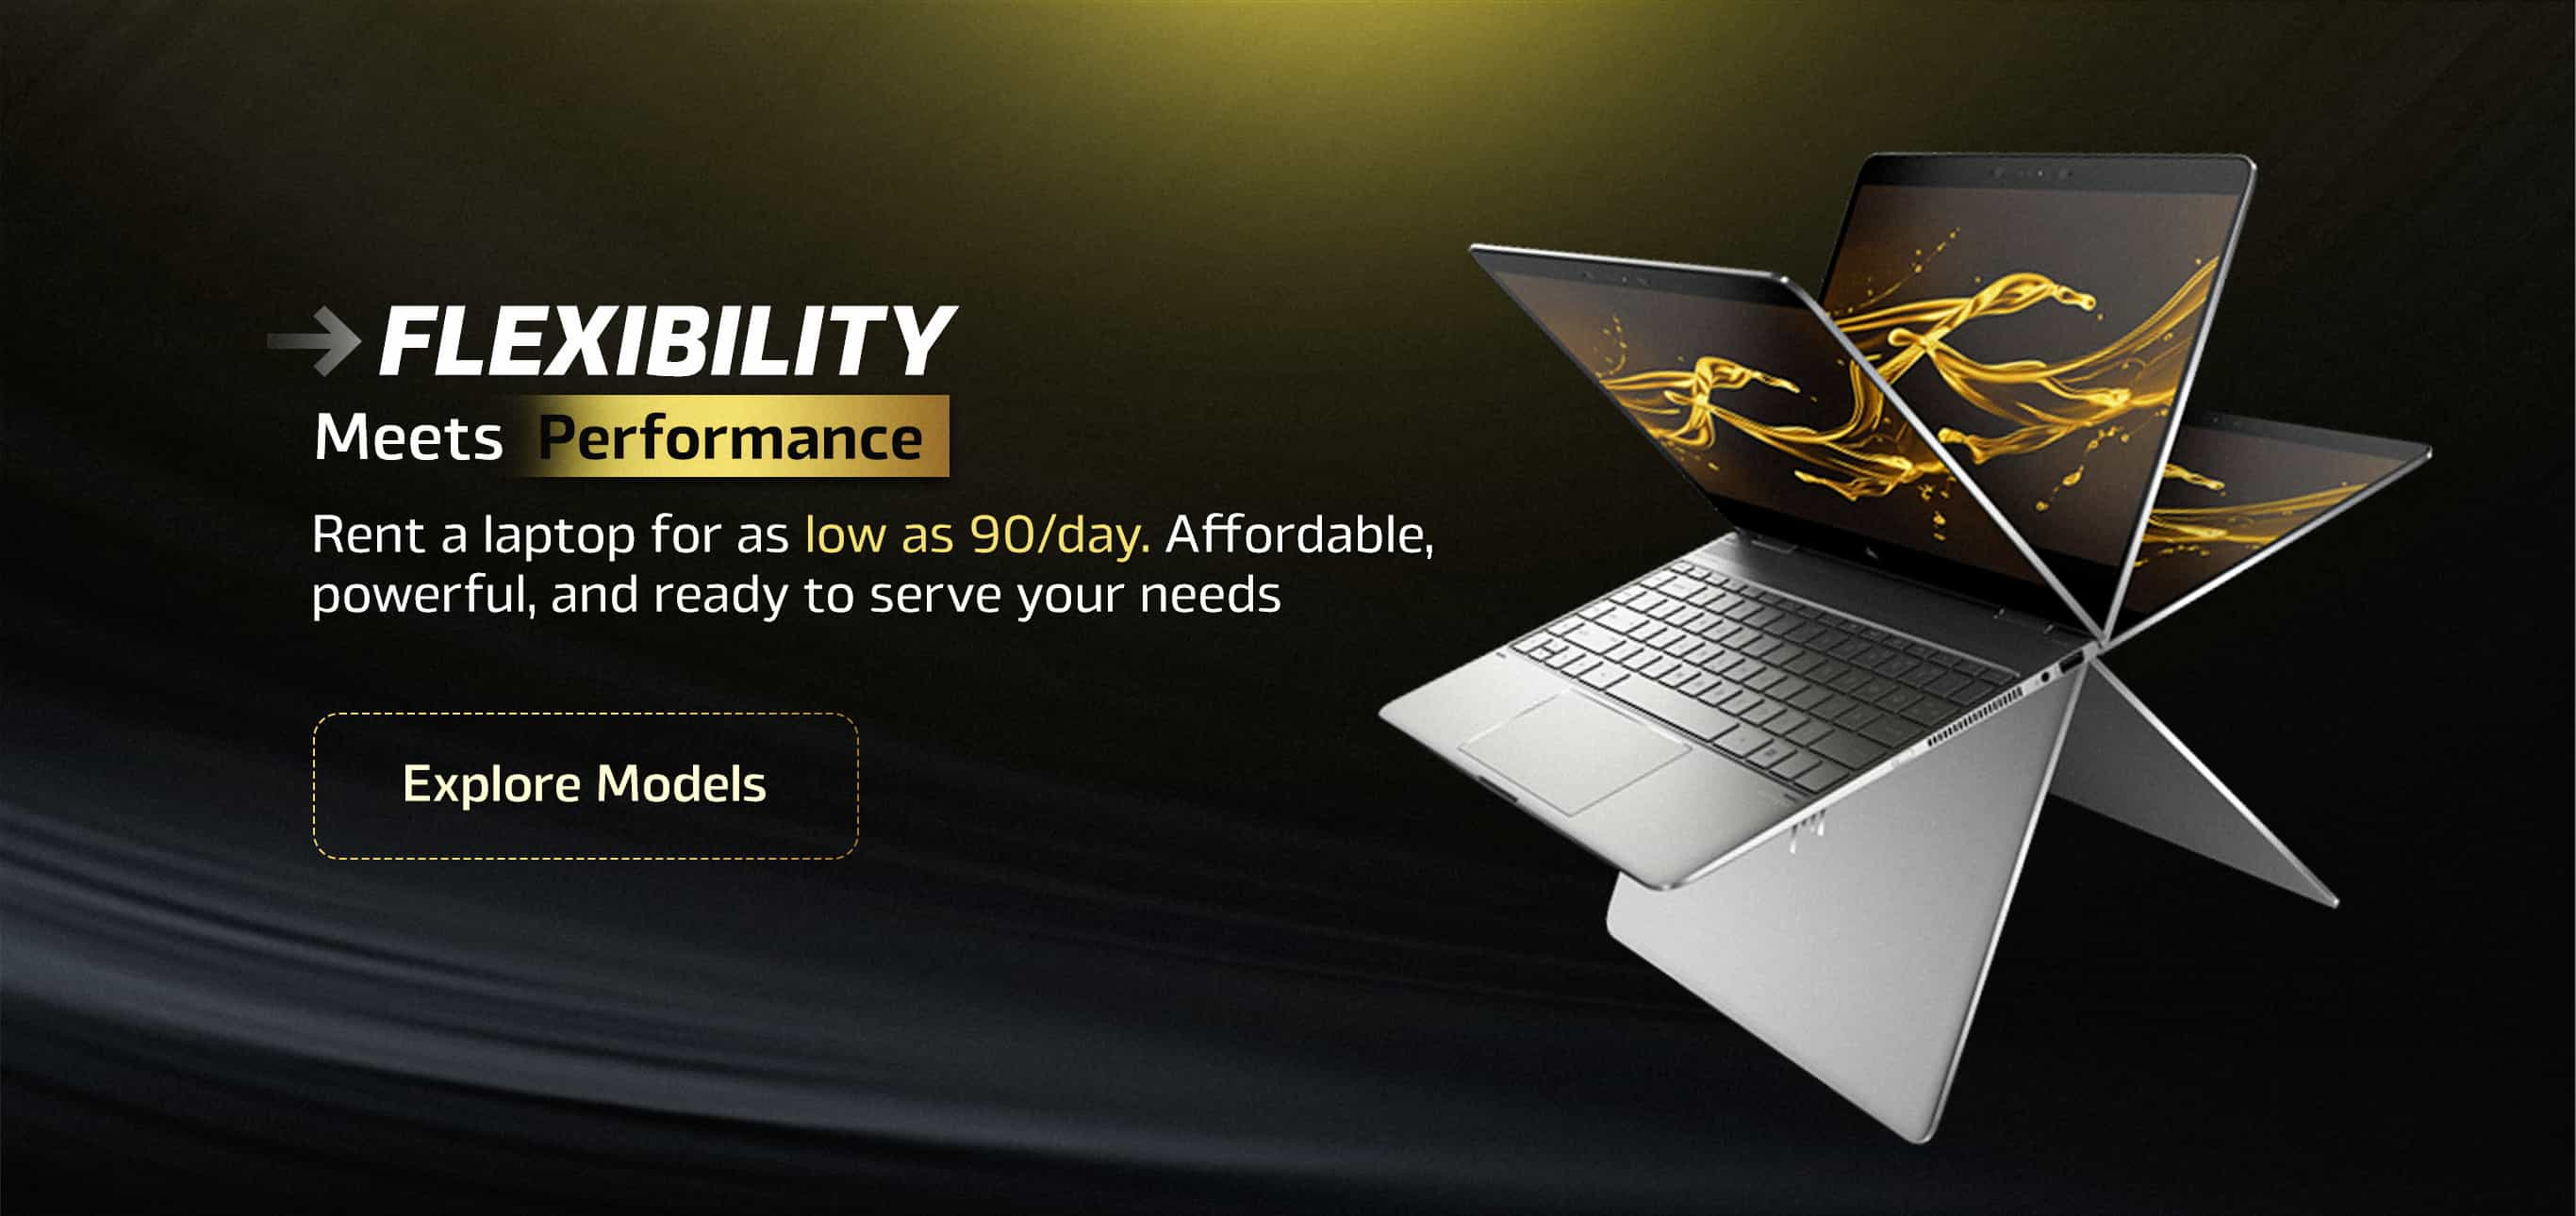 FLEXIBILITY
Meets Performance
Rent a laptop for as low as 90/day. Affordable,
powerful, and ready to serve your needs
Explore Models